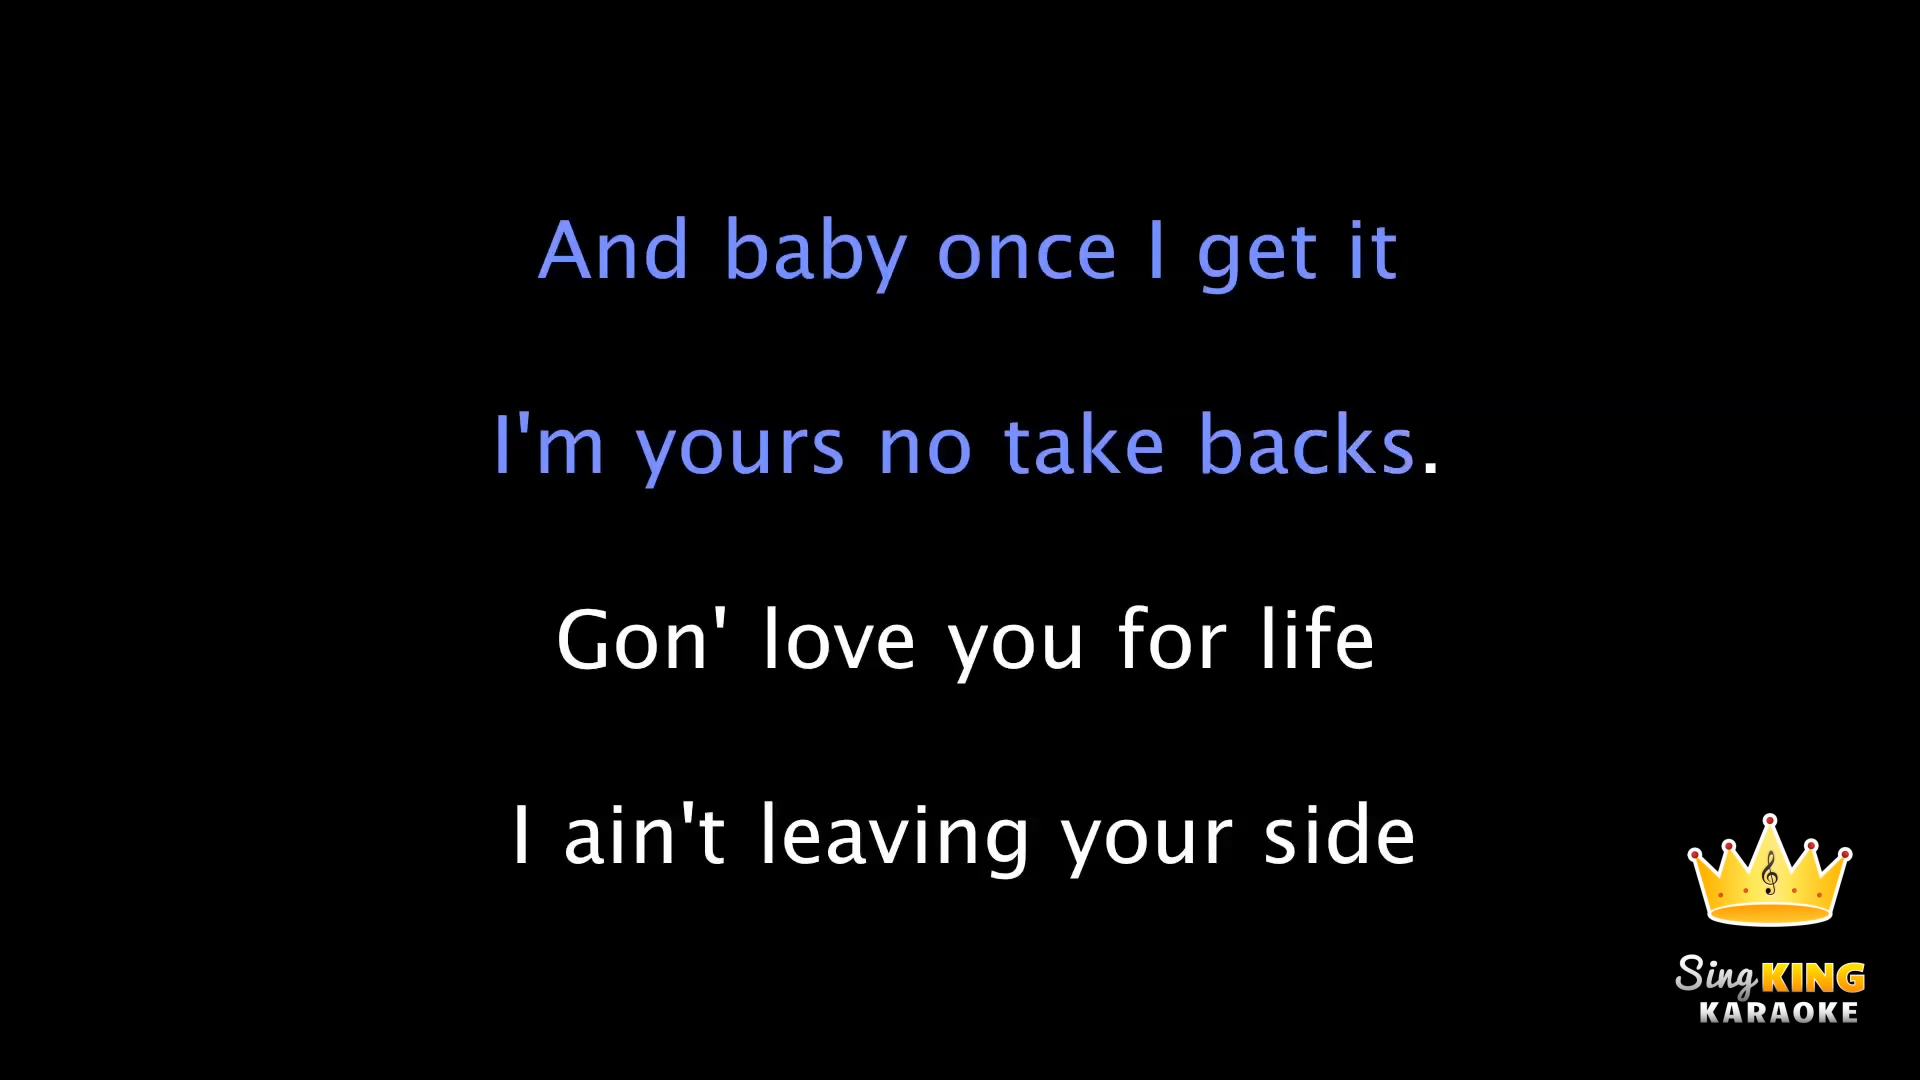 And baby once I get it
I'm yours no take backs.
Gon' love you for life
I ain't leaving your side
Sing KING
KARAOKE